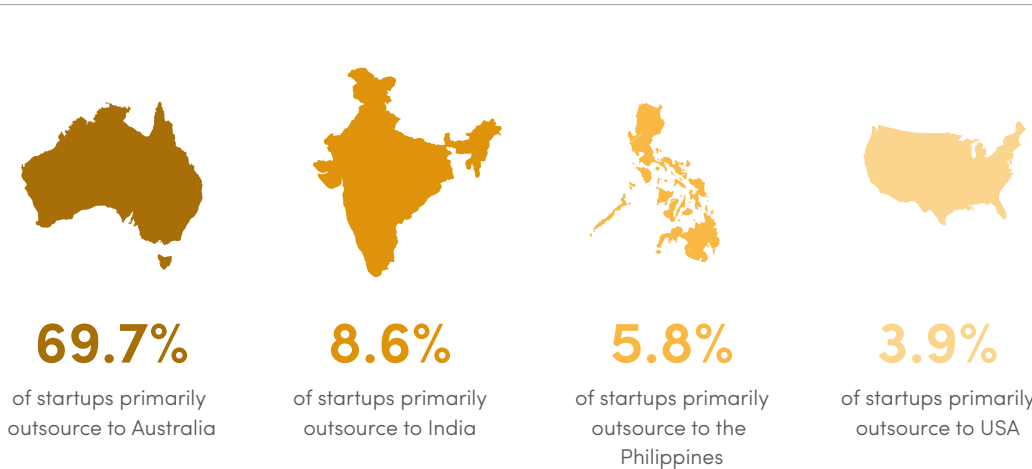 69.7%
of startups primarily
outsource to Australia
8.6%
of startups primarily
outsource to India
5.8%
of startups primarily
outsource to the
Philippines
3.9%
of startups primarily
outsource to USA